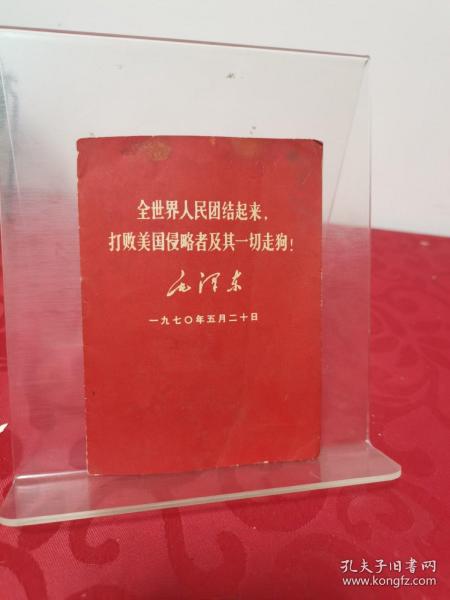 全世界人民团结起来，
打败美国侵略者及其一切走狗！
毛泽东
一九七〇年五月二十日
孔夫子旧书网
www.kongfz.com